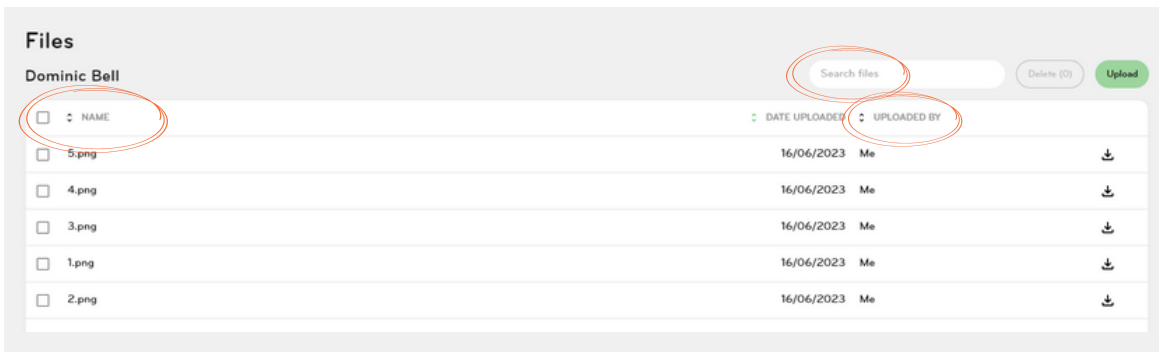 Files
Dominic Bell
Search files
Delete (0)
Upload
NAME DATE UPLOADED UPLOADED BY
5.png 16/06/2023 Me
4.png 16/06/2023 Me
3.png 16/06/2023 Me
1.png 16/06/2023 Me
2.png 16/06/2023 Me